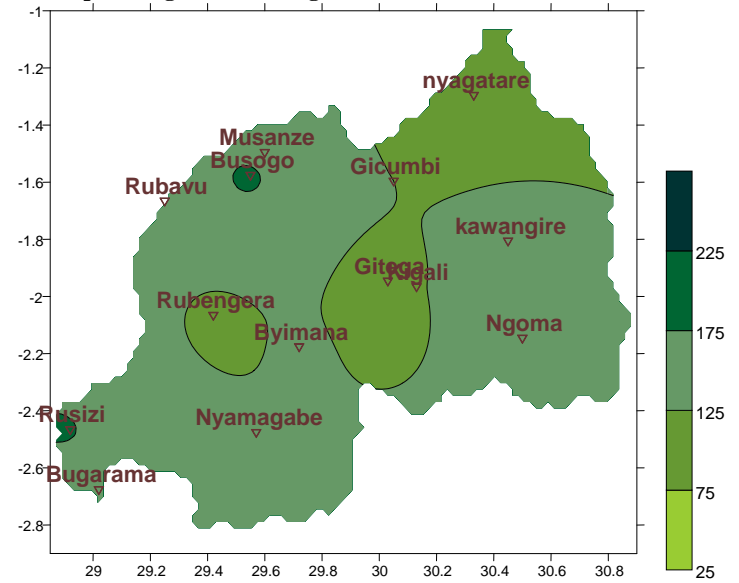 -1
-1.2
nyagatare
-1.4
Musanze
Busogo
Gicumbi
-1.6
Rubavu
kawangire
-1.8
Gitega
Kigali
-2
Rubengera
Byimana
Ngoma
-2.2
-2.4
Rusizi
Nyamagabe
-2.6
Bugarama
-2.8
29 29.2 29.4 29.6 29.8 30 30.2 30.4 30.6 30.8
225
175
125
75
25